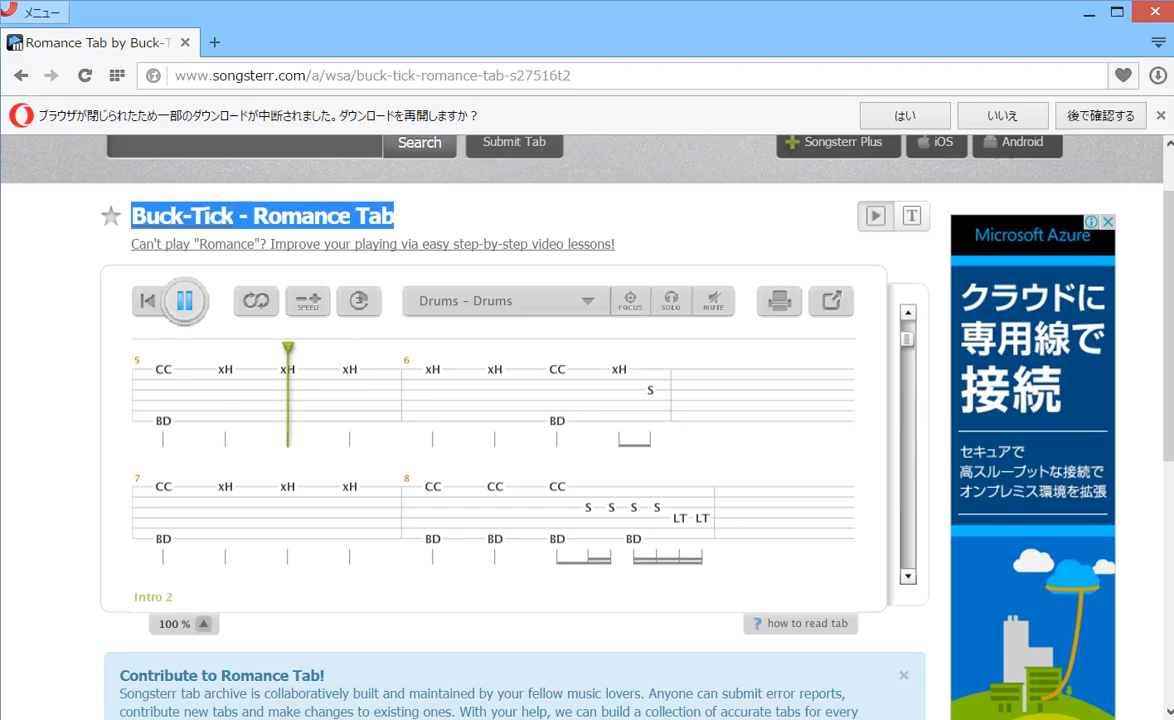 メニュー
Romance Tab by Buck-T
www.songsterr.com/a/wsa/buck-tick-romance-tab-s27516t2
ブラウザが閉じられたため一部のダウンロードが中断されました。ダウンロードを再開しますか？ はい いいえ 後で確認する
Search Submit Tab Songsterr Plus iOS Android
Buck-Tick - Romance Tab T
Can't play "Romance"? Improve your playing via easy step-by-step video lessons!
SPEED 3 Drums – Drums FOCUS SOLO MUTE
5 6
CC xH xH xH xH xH CC xH
S
BD BD
7 8
CC xH xH xH CC CC CC
S S S S
LT LT
BD BD BD BD BD
Intro 2
100 % ? how to read tab
Contribute to Romance Tab!
Songsterr tab archive is collaboratively built and maintained by your fellow music lovers. Anyone can submit error reports,
contribute new tabs and make changes to existing ones. With your help, we can build a collection of accurate tabs for every
Microsoft Azure
クラウドに
専用線で
接続
セキュアで
高スループットな接続で
オンプレミス環境を拡張